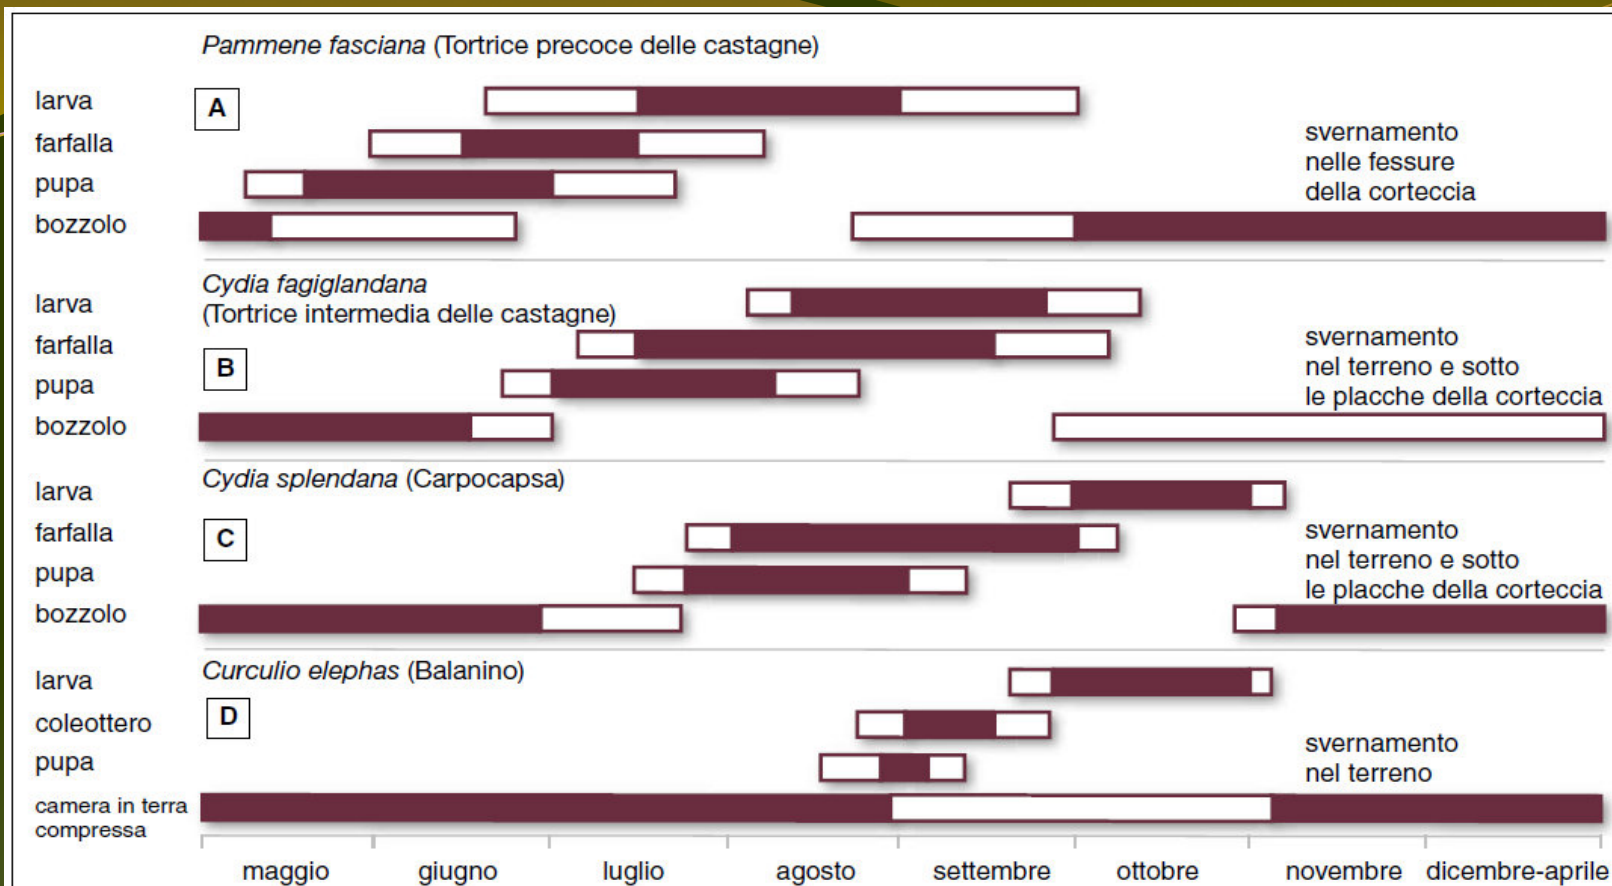 Pammene fasciana (Tortrice precoce delle castagne)
larva
A
farfalla
pupa
bozzolo
svernamento
nelle fessure
della corteccia
Cydia fagiglandana
(Tortrice intermedia delle castagne)
larva
farfalla
B
pupa
bozzolo
svernamento
nel terreno e sotto
le placche della corteccia
Cydia splendana (Carpocapsa)
larva
farfalla
C
pupa
bozzolo
svernamento
nel terreno e sotto
le placche della corteccia
Curculio elephas (Balanino)
larva
D
coleottero
pupa
camera in terra
compressa
svernamento
nel terreno
maggio giugno luglio agosto settembre ottobre novembre dicembre-aprile